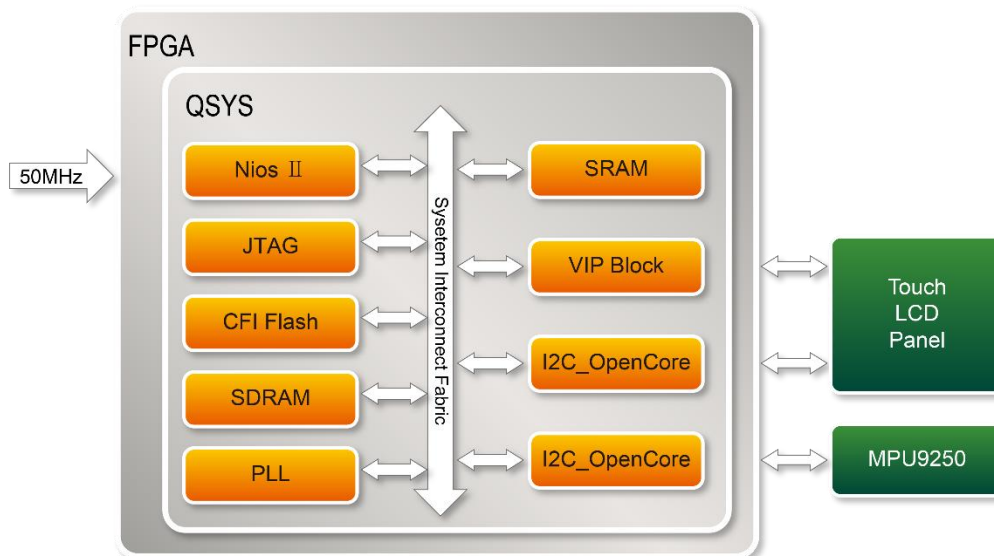 FPGA
QSYS
50MHz
Nios Ⅱ
JTAG
CFI Flash
SDRAM
PLL
Sysetem Interconnect Fabric
SRAM
VIP Block
I2C_OpenCore
I2C_OpenCore
Touch
LCD
Panel
MPU9250